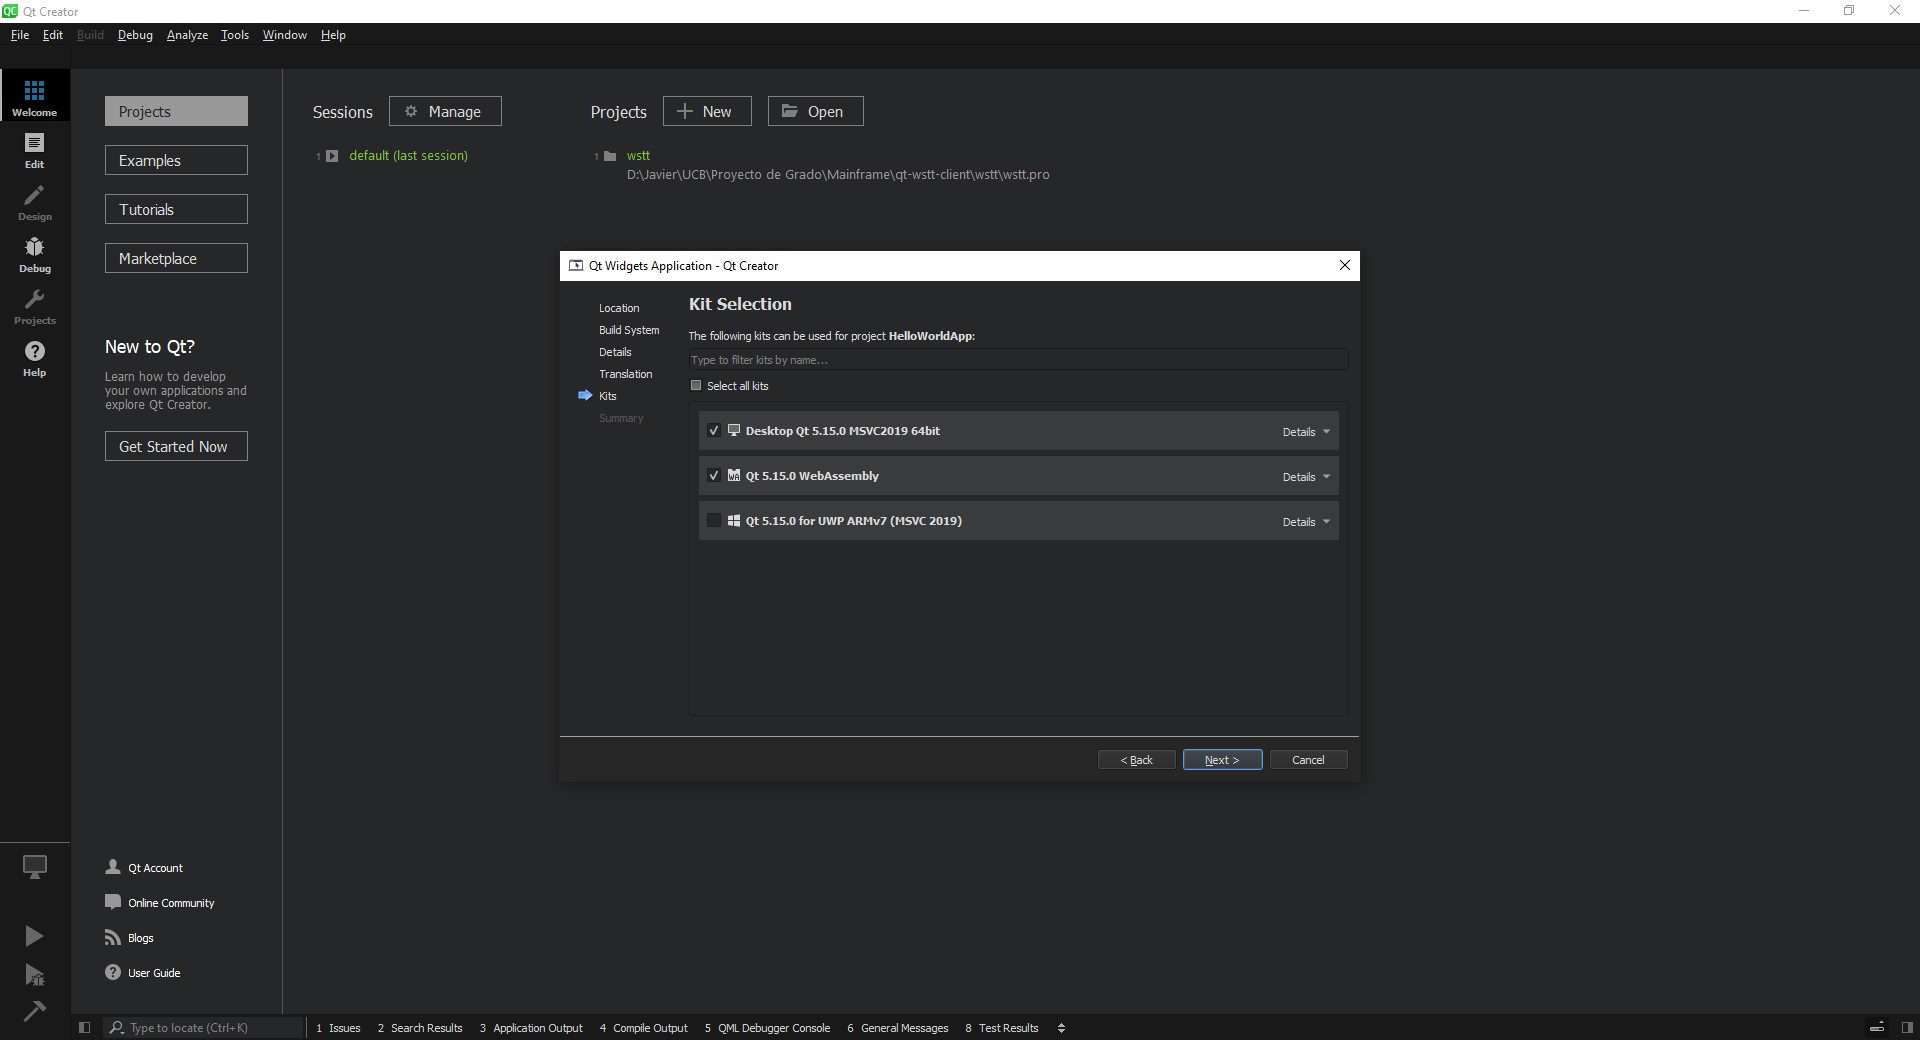 Qt Creator
File Edit Build Debug Analyze Tools Window Help
Welcome
Edit
Design
Debug
Projects
Help
Projects
Examples
Tutorials
Marketplace
New to Qt?
Learn how to develop
your own applications and
explore Qt Creator.
Get Started Now
Qt Account
Online Community
Blogs
User Guide
Sessions Manage
1 default (last session)
Projects New Open
1 wstt
D:\Javier\UCB\Proyecto de Grado\Mainframe\qt-wstt-client\wstt\wstt.pro
Qt Widgets Application - Qt Creator
Location
Build System
Details
Translation
Kits
Summary
Kit Selection
The following kits can be used for project HelloWorldApp:
Type to filter kits by name...
Select all kits
Desktop Qt 5.15.0 MSVC2019 64bit Details
Qt 5.15.0 WebAssembly Details
Qt 5.15.0 for UWP ARMv7 (MSVC 2019) Details
< Back Next > Cancel
Type to locate (Ctrl+K) 1 Issues 2 Search Results 3 Application Output 4 Compile Output 5 QML Debugger Console 6 General Messages 8 Test Results